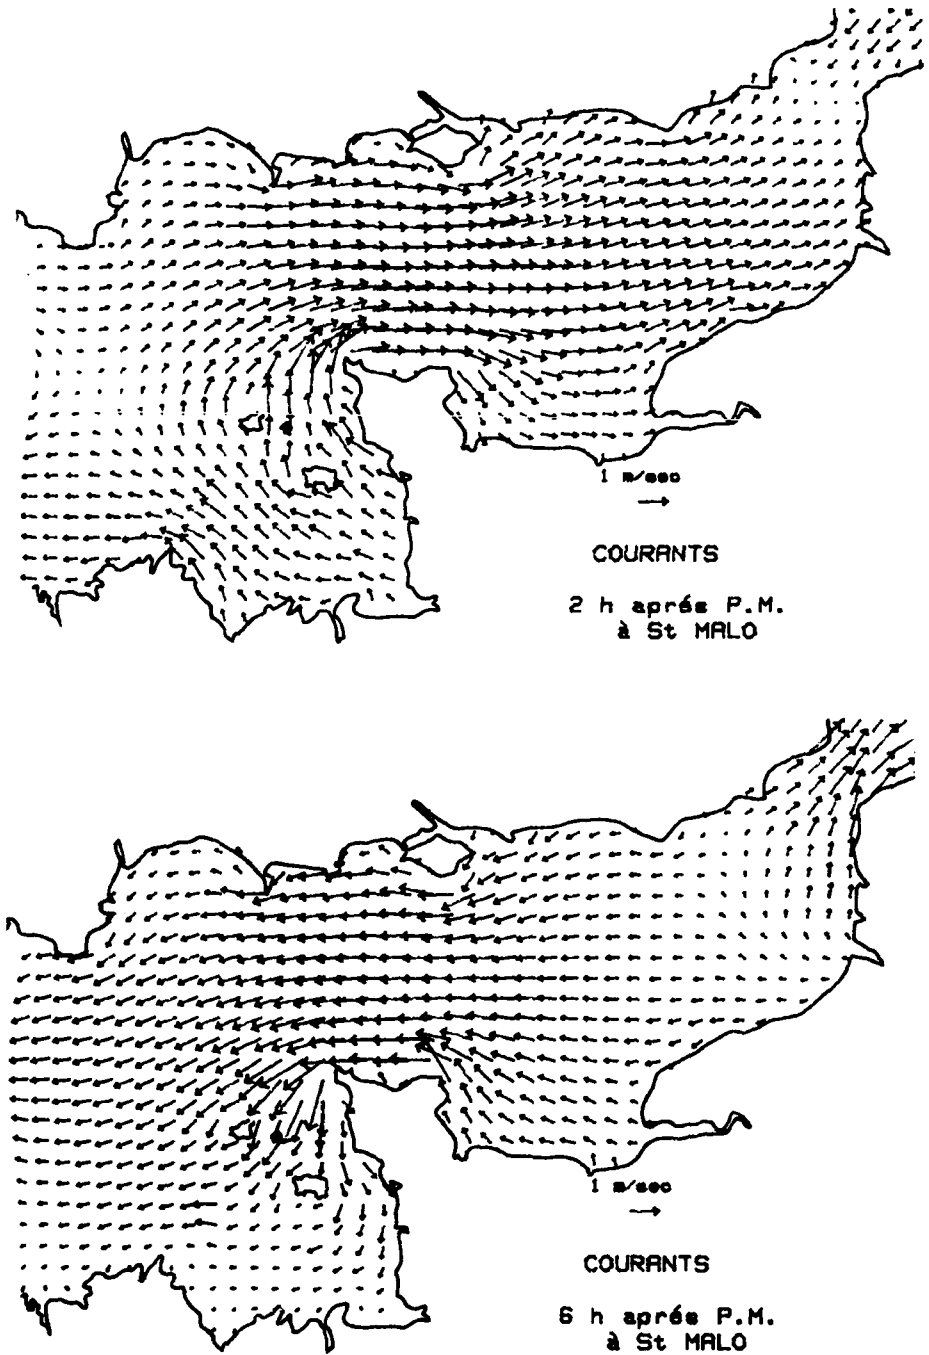 1 m/sec
COURANTS
2 h aprés P.M.
à St MALO
1 m/sec
COURANTS
6 h aprés P.M.
à St MALO